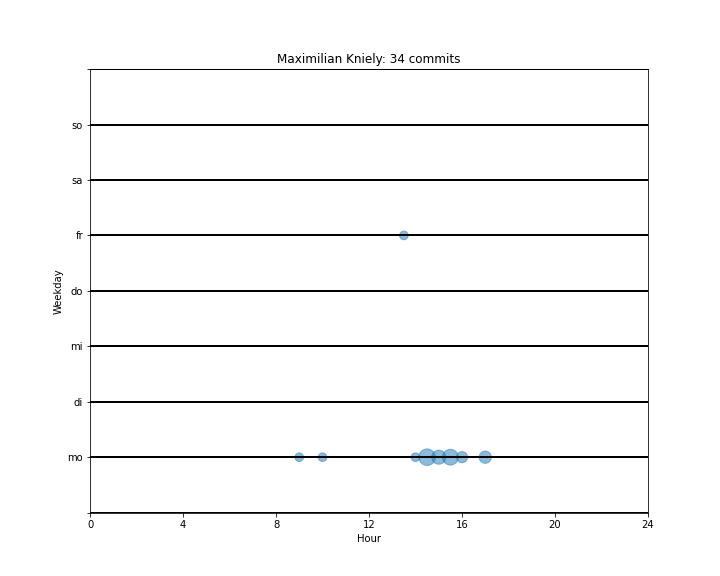 Maximilian Kniely: 34 commits
so
sa
fr
do
mi
di
mo
Weekday
0 4 8 12 16 20 24
Hour